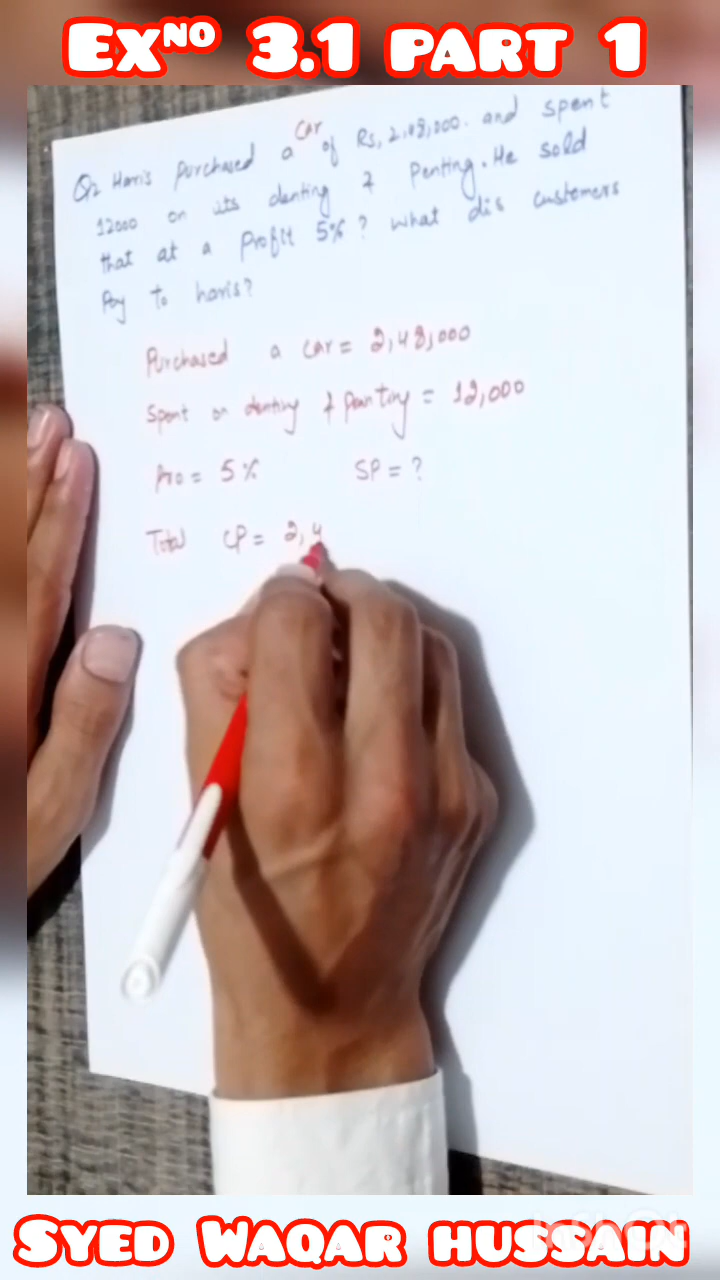 Exno 3.1 part 1
Q2 Haris Purchased a car of Rs, 2,48,000. and spent
12000 on its denting & Penting. He sold
that at a Profit 5%? what dis customers
Pay To haris?
Purchased a car = 2,48,000
Spent on denting & painting = 12,000
Pro = 5% SP = ?
Total CP = 2,4
Syed Waqar hussain